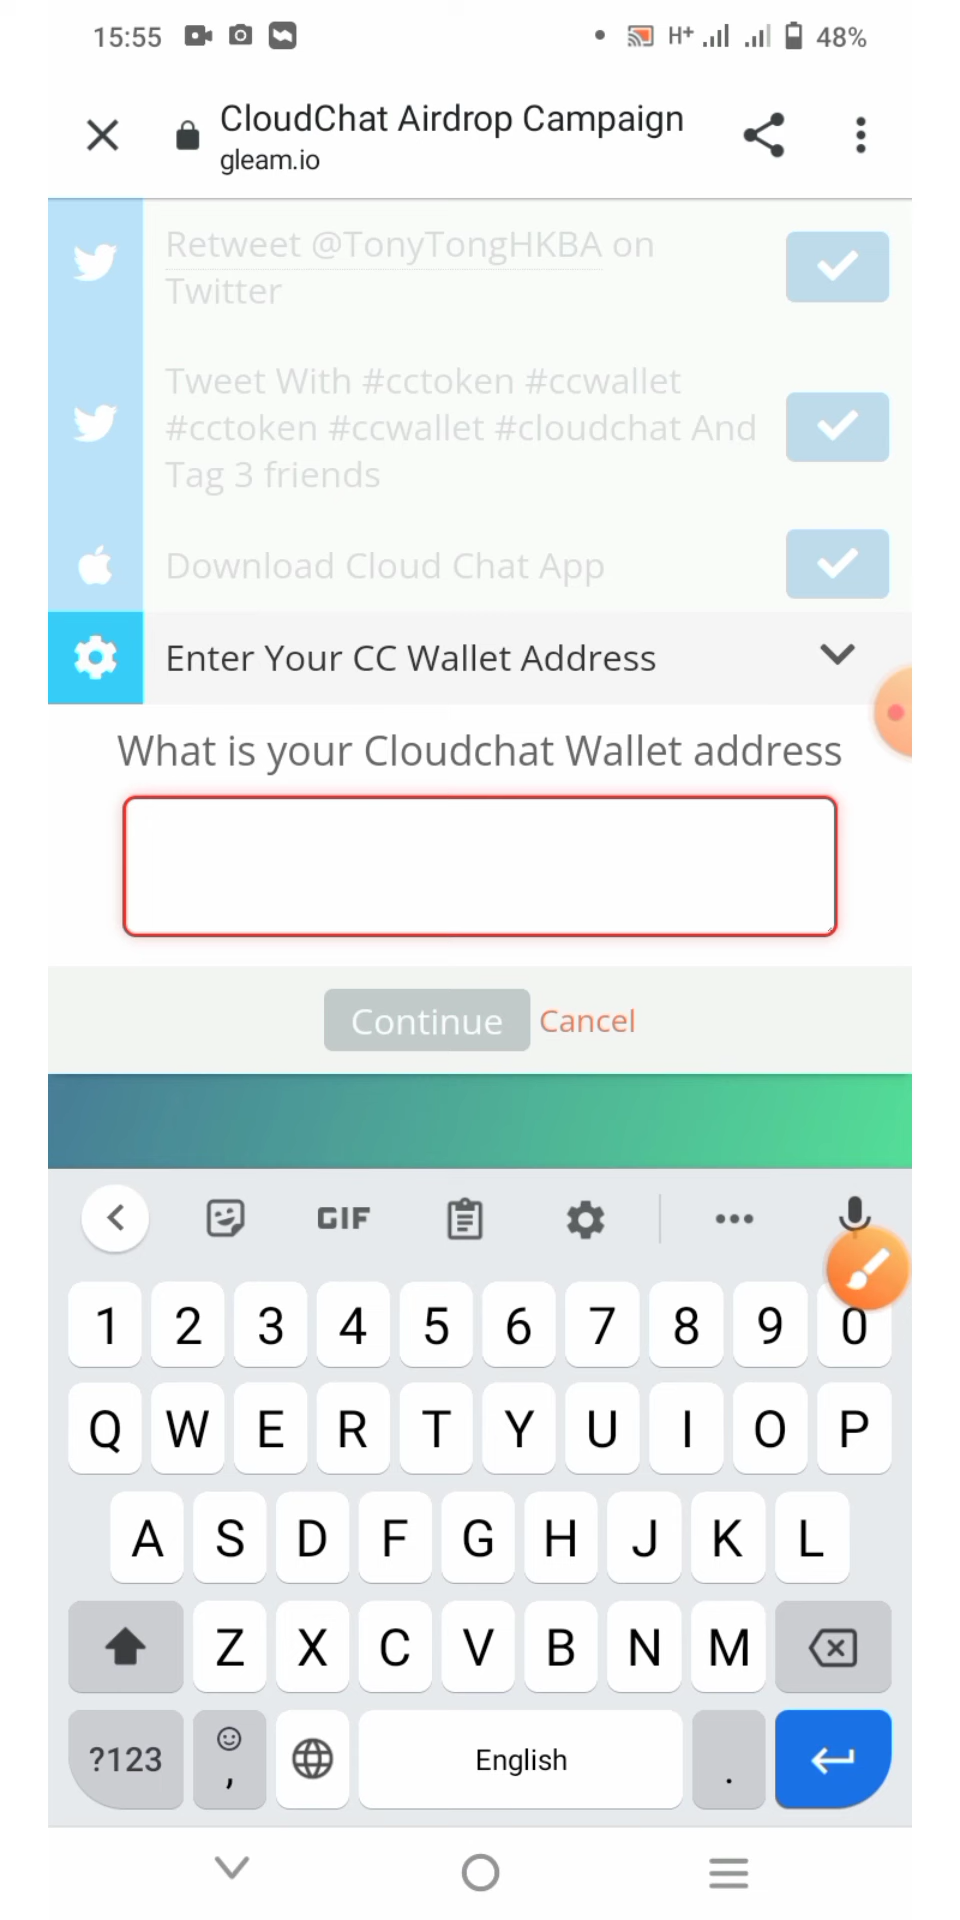 15:55 H+ 48%
CloudChat Airdrop Campaign
gleam.io
Retweet @TonyTongHKBA on
Twitter
Tweet With #cctoken #ccwallet
#cctoken #ccwallet #cloudchat And
Tag 3 friends
Download Cloud Chat App
Enter Your CC Wallet Address
What is your Cloudchat Wallet address
Continue Cancel
GIF
1 2 3 4 5 6 7 8 9 0
Q W E R T Y U I O P
A S D F G H J K L
Z X C V B N M
?123 , English .